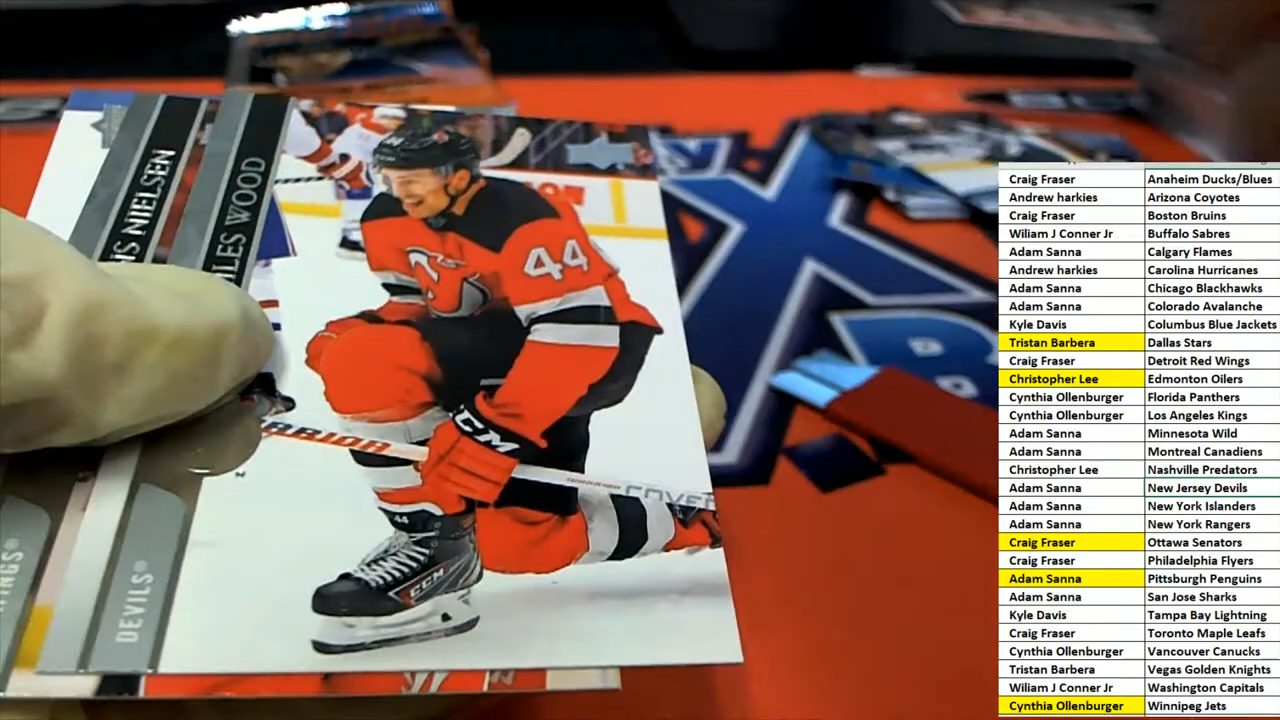 IS NIELSEN
ILES WOOD
44
WARRIOR
CCM
COVERT
44
CCM
INGS®
DEVILS®
Craig Fraser Anaheim Ducks/Blues
Andrew harkies Arizona Coyotes
Craig Fraser Boston Bruins
Wiliam J Conner Jr Buffalo Sabres
Adam Sanna Calgary Flames
Andrew harkies Carolina Hurricanes
Adam Sanna Chicago Blackhawks
Adam Sanna Colorado Avalanche
Kyle Davis Columbus Blue Jackets
Tristan Barbera Dallas Stars
Craig Fraser Detroit Red Wings
Christopher Lee Edmonton Oilers
Cynthia Ollenburger Florida Panthers
Cynthia Ollenburger Los Angeles Kings
Adam Sanna Minnesota Wild
Adam Sanna Montreal Canadiens
Christopher Lee Nashville Predators
Adam Sanna New Jersey Devils
Adam Sanna New York Islanders
Adam Sanna New York Rangers
Craig Fraser Ottawa Senators
Craig Fraser Philadelphia Flyers
Adam Sanna Pittsburgh Penguins
Adam Sanna San Jose Sharks
Kyle Davis Tampa Bay Lightning
Craig Fraser Toronto Maple Leafs
Cynthia Ollenburger Vancouver Canucks
Tristan Barbera Vegas Golden Knights
Wiliam J Conner Jr Washington Capitals
Cynthia Ollenburger Winnipeg Jets